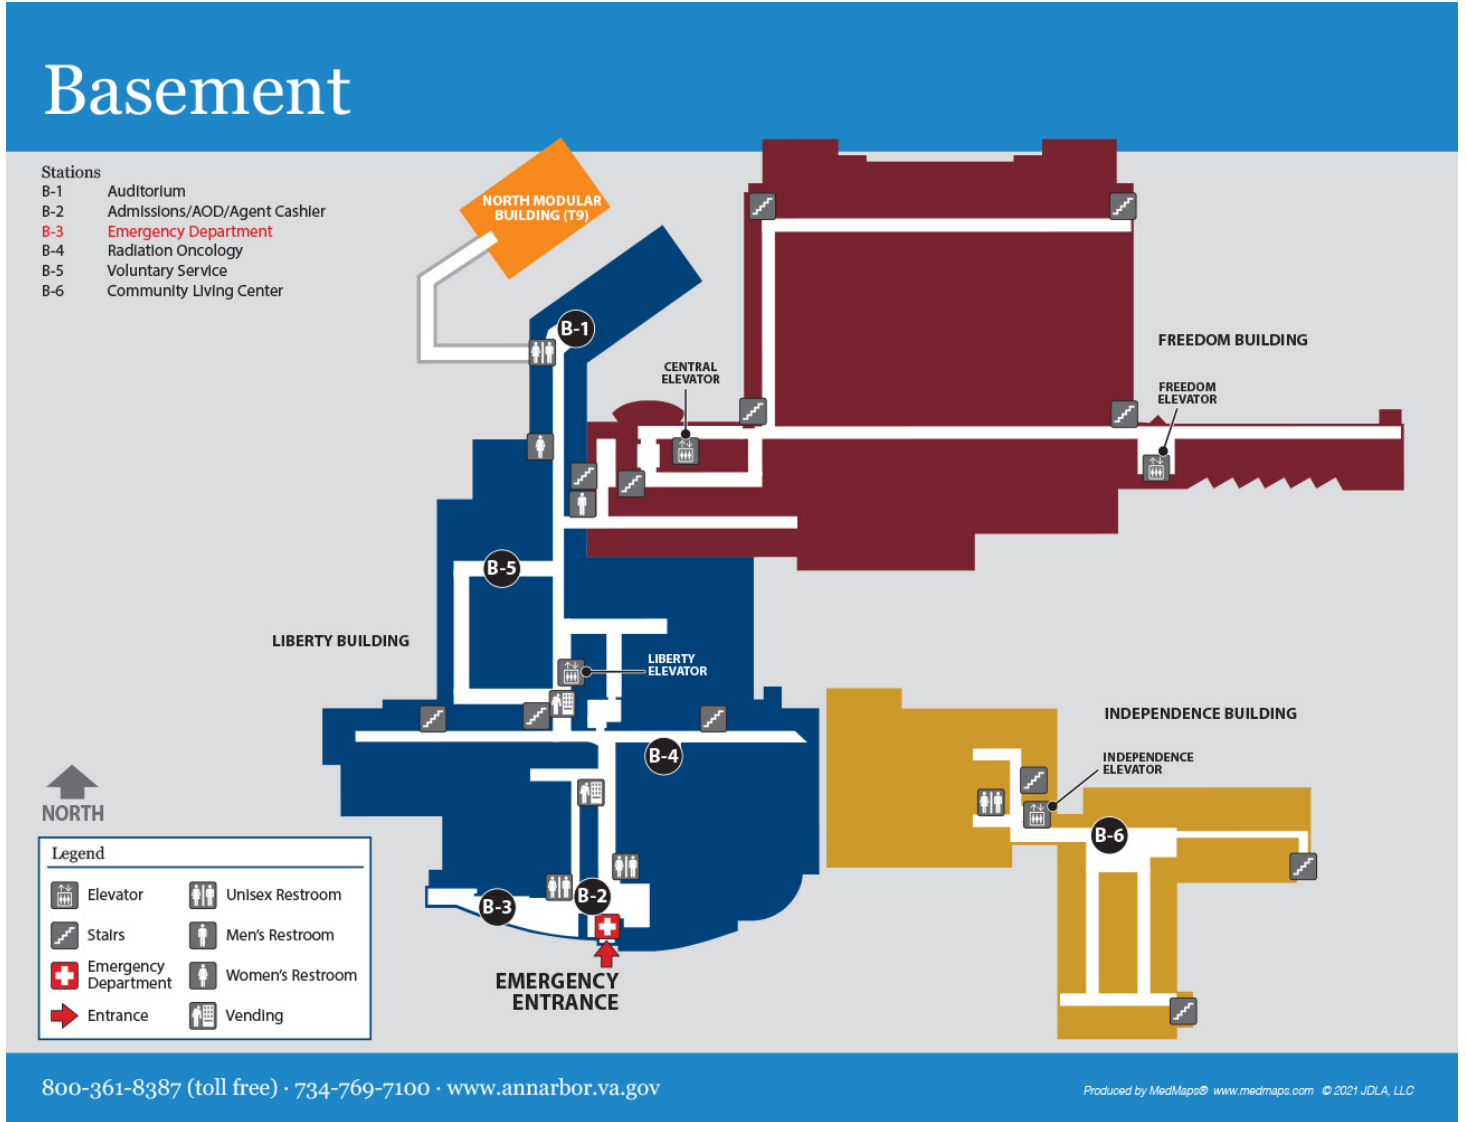 Basement
Stations
B-1 Auditorium
B-2 Admissions/AOD/Agent Cashier
B-3 Emergency Department
B-4 Radiation Oncology
B-5 Voluntary Service
B-6 Community Living Center
NORTH MODULAR
BUILDING (T9)
B-1
CENTRAL
ELEVATOR
FREEDOM BUILDING
FREEDOM
ELEVATOR
B-5
LIBERTY BUILDING
LIBERTY
ELEVATOR
B-4
INDEPENDENCE BUILDING
INDEPENDENCE
ELEVATOR
B-6
B-3
B-2
EMERGENCY
ENTRANCE
NORTH
Legend
Elevator
Unisex Restroom
Stairs
Men's Restroom
Emergency
Department
Women's Restroom
Entrance
Vending
800-361-8387 (toll free) · 734-769-7100 · www.annarbor.va.gov
Produced by MedMaps® www.medmaps.com © 2021 JDLA, LLC